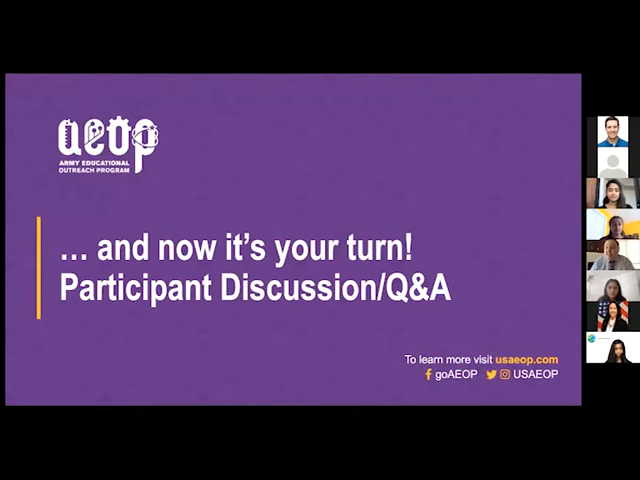 aeop
ARMY EDUCATIONAL
OUTREACH PROGRAM
… and now it's your turn!
Participant Discussion/Q&A
To learn more visit usaeop.com
goAEOP USAEOP